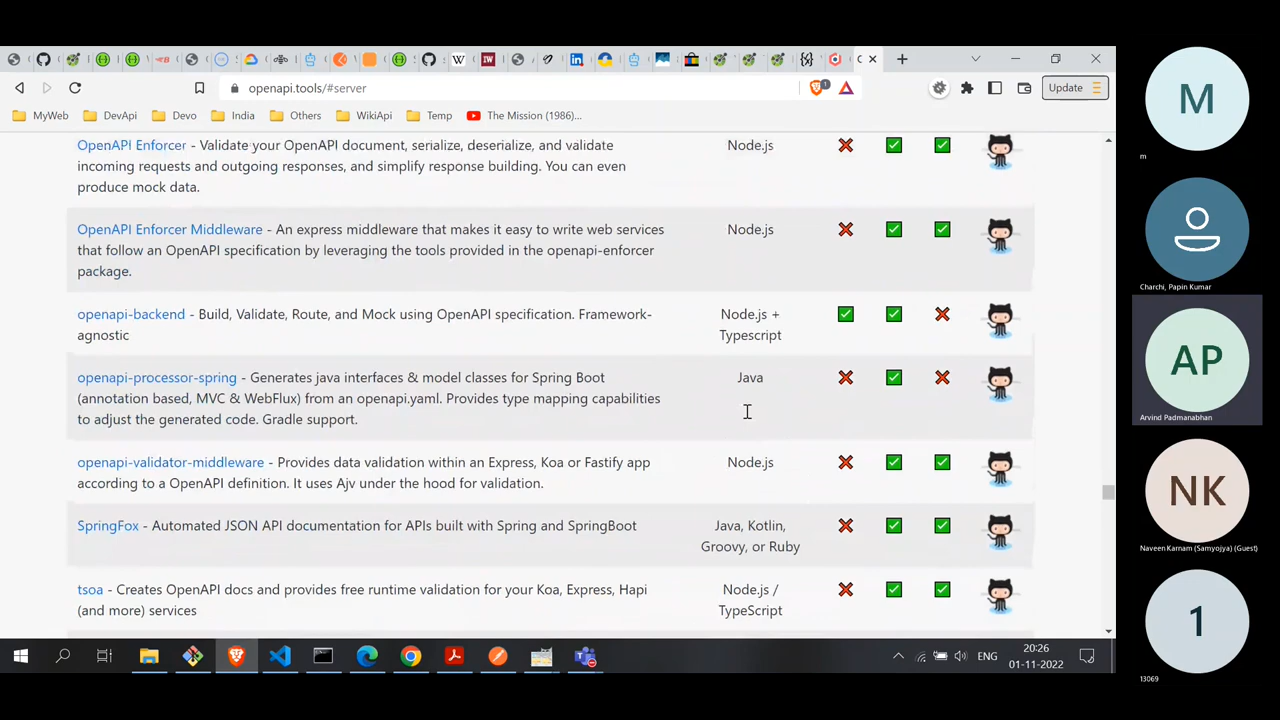 openapi.tools/#server
1
Update
MyWeb
DevApi
Devo
India
Others
WikiApi
Temp
The Mission (1986)...
OpenAPI Enforcer - Validate your OpenAPI document, serialize, deserialize, and validate
incoming requests and outgoing responses, and simplify response building. You can even
produce mock data.
Node.js
OpenAPI Enforcer Middleware - An express middleware that makes it easy to write web services
that follow an OpenAPI specification by leveraging the tools provided in the openapi-enforcer
package.
Node.js
openapi-backend - Build, Validate, Route, and Mock using OpenAPI specification. Framework-
agnostic
Node.js +
Typescript
openapi-processor-spring - Generates java interfaces & model classes for Spring Boot
(annotation based, MVC & WebFlux) from an openapi.yaml. Provides type mapping capabilities
to adjust the generated code. Gradle support.
Java
openapi-validator-middleware - Provides data validation within an Express, Koa or Fastify app
according to a OpenAPI definition. It uses Ajv under the hood for validation.
Node.js
SpringFox - Automated JSON API documentation for APIs built with Spring and SpringBoot
Java, Kotlin,
Groovy, or Ruby
tsoa - Creates OpenAPI docs and provides free runtime validation for your Koa, Express, Hapi
(and more) services
Node.js /
TypeScript
ENG
20:26
01-11-2022
M
m
Charchi, Papin Kumar
AP
Arvind Padmanabhan
NK
Naveen Karnam (Samyojya) (Guest)
1
13069